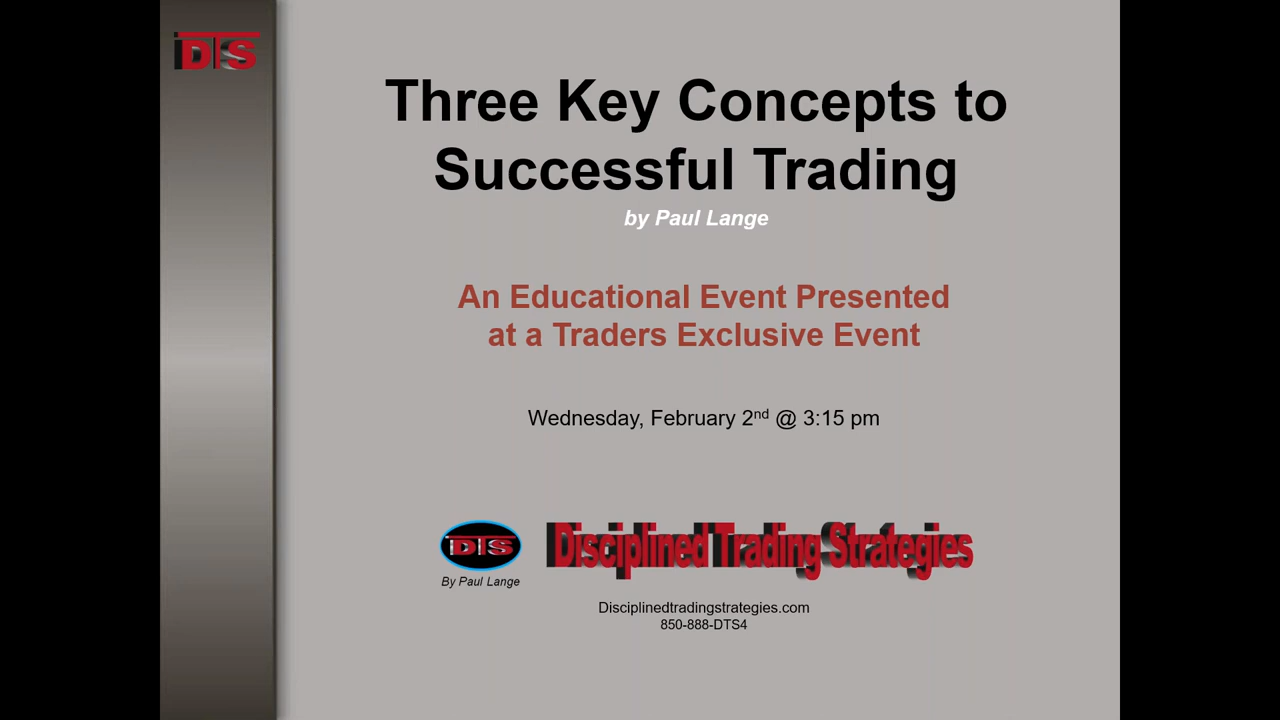 DTS
Three Key Concepts to
Successful Trading
by Paul Lange
An Educational Event Presented
at a Traders Exclusive Event
Wednesday, February 2nd @ 3:15 pm
DTS
Disciplined Trading Strategies
By Paul Lange
Disciplinedtradingstrategies.com
850-888-DTS4